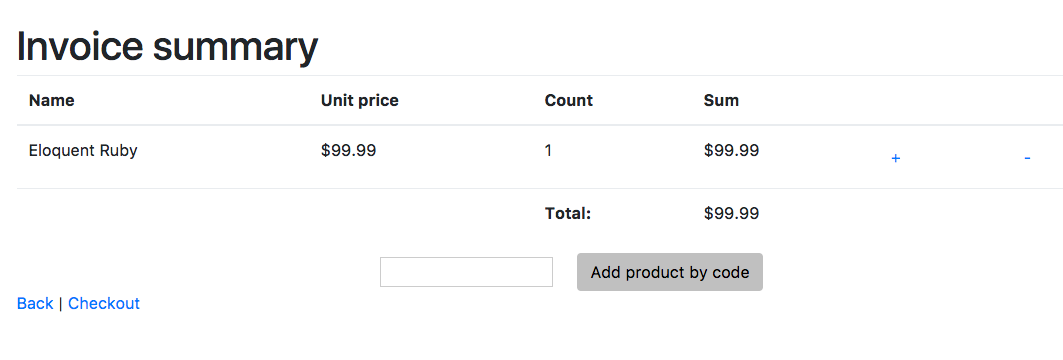 Invoice summary
Name Unit price Count Sum
Eloquent Ruby $99.99 1 $99.99 + -
Total: $99.99
Add product by code
Back | Checkout